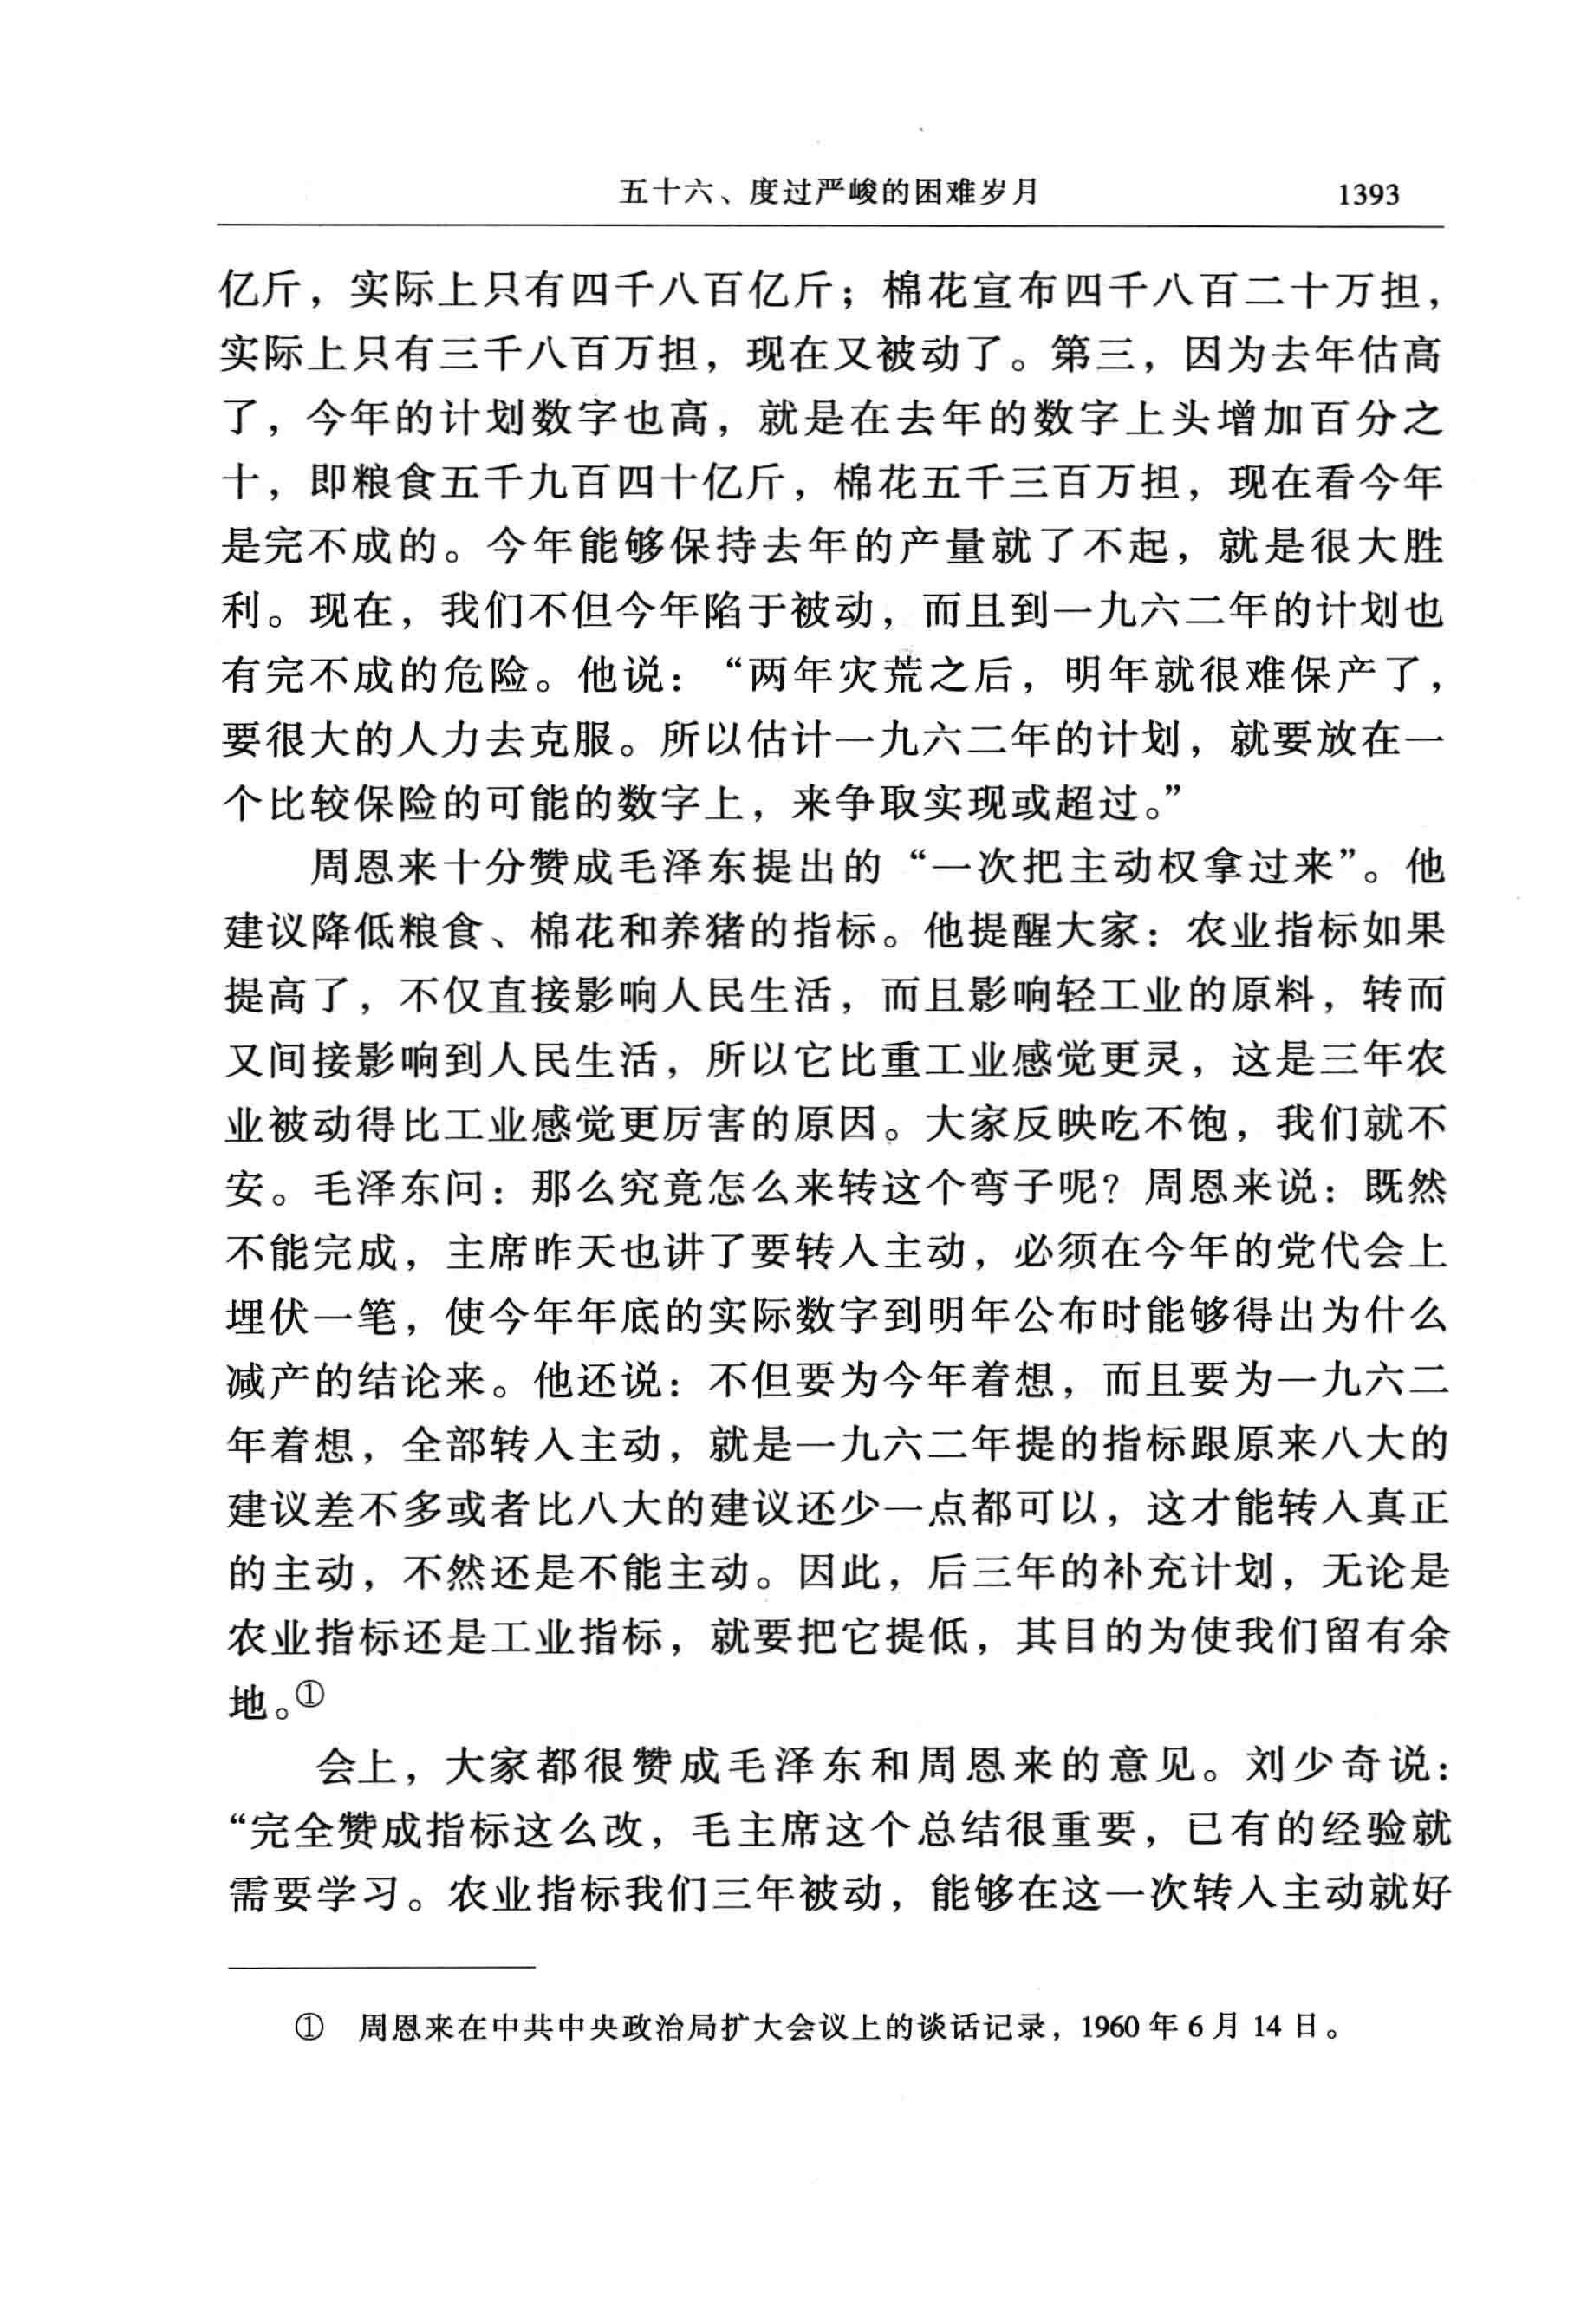 五十六、度过严峻的困难岁月 1393
亿斤，实际上只有四千八百亿斤；棉花宣布四千八百二十万担，
实际上只有三千八百万担，现在又被动了。第三，因为去年估高
了，今年的计划数字也高，就是在去年的数字上头增加百分之
十，即粮食五千九百四十亿斤，棉花五千三百万担，现在看今年
是完不成的。今年能够保持去年的产量就了不起，就是很大胜
利。现在，我们不但今年陷于被动，而且到一九六二年的计划也
有完不成的危险。他说：“两年灾荒之后，明年就很难保产了，
要很大的人力去克服。所以估计一九六二年的计划，就要放在一
个比较保险的可能的数字上，来争取实现或超过。”
周恩来十分赞成毛泽东提出的“一次把主动权拿过来”。他
建议降低粮食、棉花和养猪的指标。他提醒大家：农业指标如果
提高了，不仅直接影响人民生活，而且影响轻工业的原料，转而
又间接影响到人民生活，所以它比重工业感觉更灵，这是三年农
业被动得比工业感觉更厉害的原因。大家反映吃不饱，我们就不
安。毛泽东问：那么究竟怎么来转这个弯子呢？周恩来说：既然
不能完成，主席昨天也讲了要转入主动，必须在今年的党代会上
埋伏一笔，使今年年底的实际数字到明年公布时能够得出为什么
减产的结论来。他还说：不但要为今年着想，而且要为一九六二
年着想，全部转入主动，就是一九六二年提的指标跟原来八大的
建议差不多或者比八大的建议还少一点都可以，这才能转入真正
的主动，不然还是不能主动。因此，后三年的补充计划，无论是
农业指标还是工业指标，就要把它提低，其目的为使我们留有余
地。①
会上，大家都很赞成毛泽东和周恩来的意见。刘少奇说：
“完全赞成指标这么改，毛主席这个总结很重要，已有的经验就
需要学习。农业指标我们三年被动，能够在这一次转入主动就好
① 周恩来在中共中央政治局扩大会议上的谈话记录，1960 年 6 月 14 日。